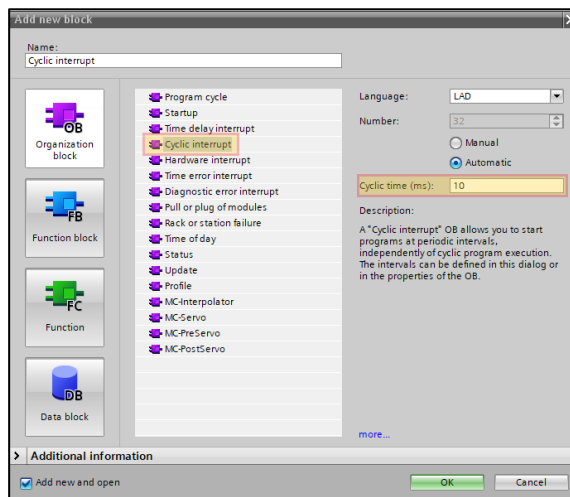 Add new block
Name:
Cyclic interrupt
OB
Organization
block
FB
Function block
FC
Function
DB
Data block
Program cycle
Startup
Time delay interrupt
Cyclic interrupt
Hardware interrupt
Time error interrupt
Diagnostic error interrupt
Pull or plug of modules
Rack or station failure
Time of day
Status
Update
Profile
MC-Interpolator
MC-Servo
MC-PreServo
MC-PostServo
Language:
LAD
Number:
32
Manual
Automatic
Cyclic time (ms):
10
Description:
A "Cyclic interrupt" OB allows you to start
programs at periodic intervals,
independently of cyclic program execution.
The intervals can be defined in this dialog or
in the properties of the OB.
more...
Additional information
Add new and open
OK
Cancel